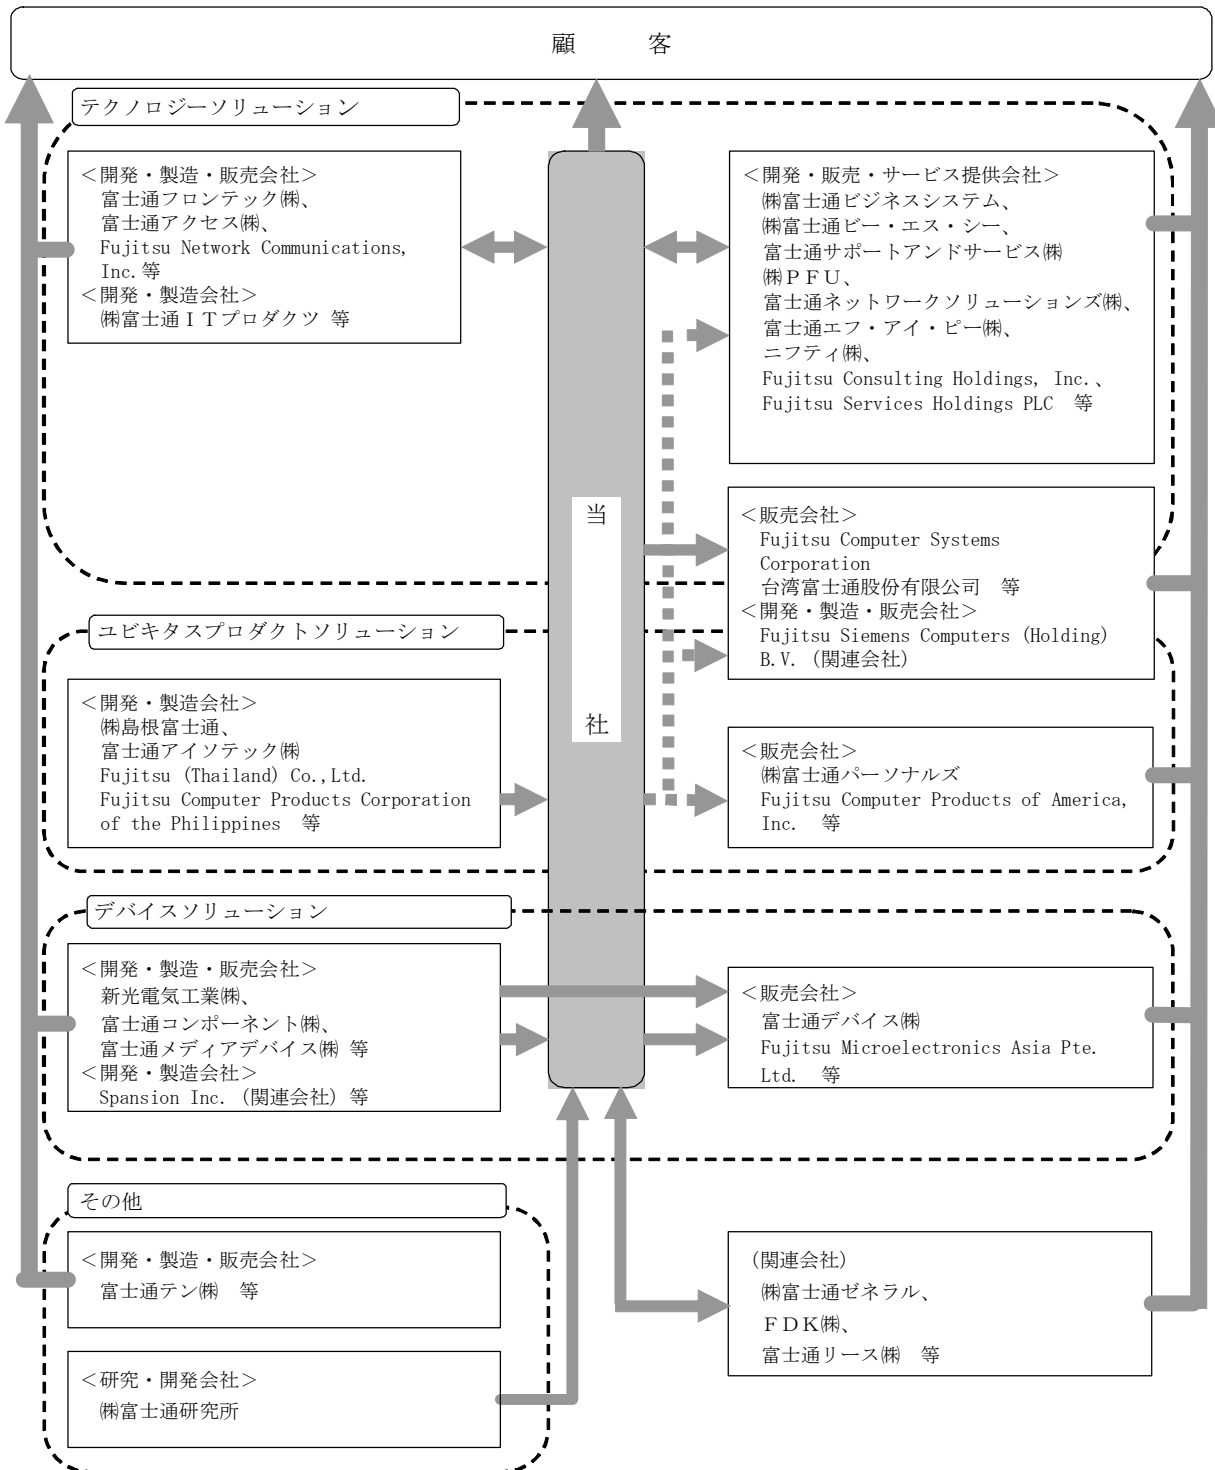 顧　客
テクノロジーソリューション
＜開発・製造・販売会社＞
富士通フロンテック㈱、
富士通アクセス㈱、
Fujitsu Network Communications,
Inc.等
＜開発・製造会社＞
㈱富士通ＩＴプロダクツ 等
＜開発・販売・サービス提供会社＞
㈱富士通ビジネスシステム、
㈱富士通ビー・エス・シー、
富士通サポートアンドサービス㈱
㈱ＰＦＵ、
富士通ネットワークソリューションズ㈱、
富士通エフ・アイ・ピー㈱、
ニフティ㈱、
Fujitsu Consulting Holdings, Inc.、
Fujitsu Services Holdings PLC　等
当
社
＜販売会社＞
Fujitsu Computer Systems
Corporation
台湾富士通股份有限公司　等
＜開発・製造・販売会社＞
Fujitsu Siemens Computers (Holding)
B.V. (関連会社)
ユビキタスプロダクトソリューション
＜開発・製造会社＞
㈱島根富士通、
富士通アイソテック㈱
Fujitsu (Thailand) Co.,Ltd.
Fujitsu Computer Products Corporation
of the Philippines　等
＜販売会社＞
㈱富士通パーソナルズ
Fujitsu Computer Products of America,
Inc.　等
デバイスソリューション
＜開発・製造・販売会社＞
新光電気工業㈱、
富士通コンポーネント㈱、
富士通メディアデバイス㈱ 等
＜開発・製造会社＞
Spansion Inc. (関連会社) 等
＜販売会社＞
富士通デバイス㈱
Fujitsu Microelectronics Asia Pte.
Ltd.　等
その他
＜開発・製造・販売会社＞
富士通テン㈱　等
＜研究・開発会社＞
㈱富士通研究所
(関連会社)
㈱富士通ゼネラル、
ＦＤＫ㈱、
富士通リース㈱　等